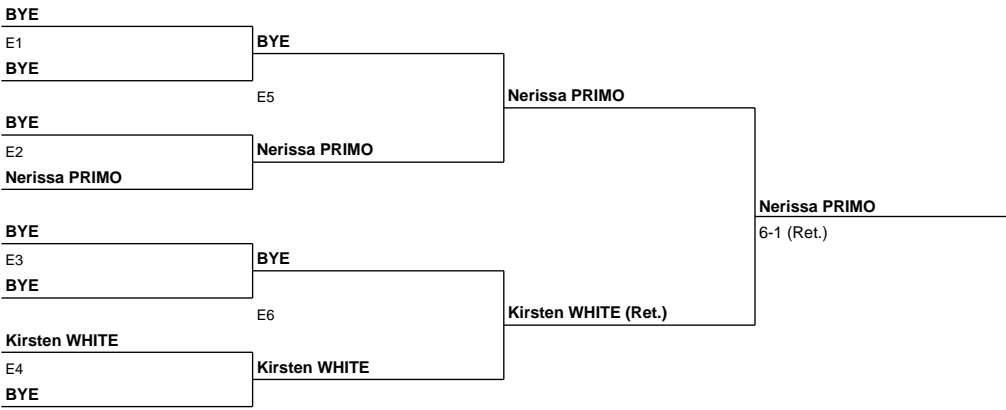 BYE
E1
BYE
BYE
E5
Nerissa PRIMO
BYE
E2
Nerissa PRIMO
Nerissa PRIMO
Nerissa PRIMO
6-1 (Ret.)
BYE
E3
BYE
BYE
E6
Kirsten WHITE (Ret.)
Kirsten WHITE
E4
Kirsten WHITE
BYE